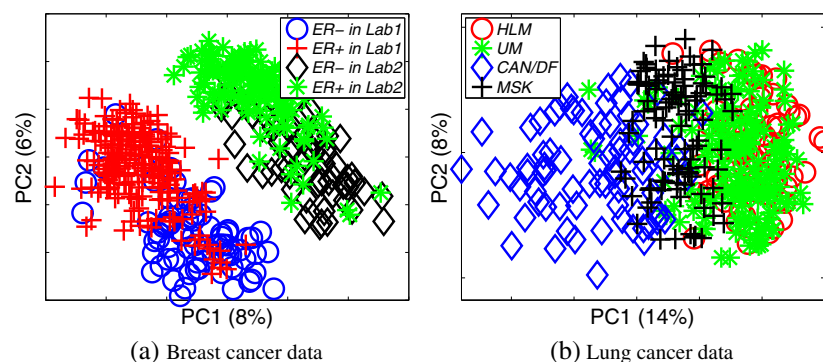 ER− in Lab1
ER+ in Lab1
ER− in Lab2
ER+ in Lab2
PC2 (6%)
PC1 (8%)
(a) Breast cancer data
HLM
UM
CAN/DF
MSK
PC2 (8%)
PC1 (14%)
(b) Lung cancer data